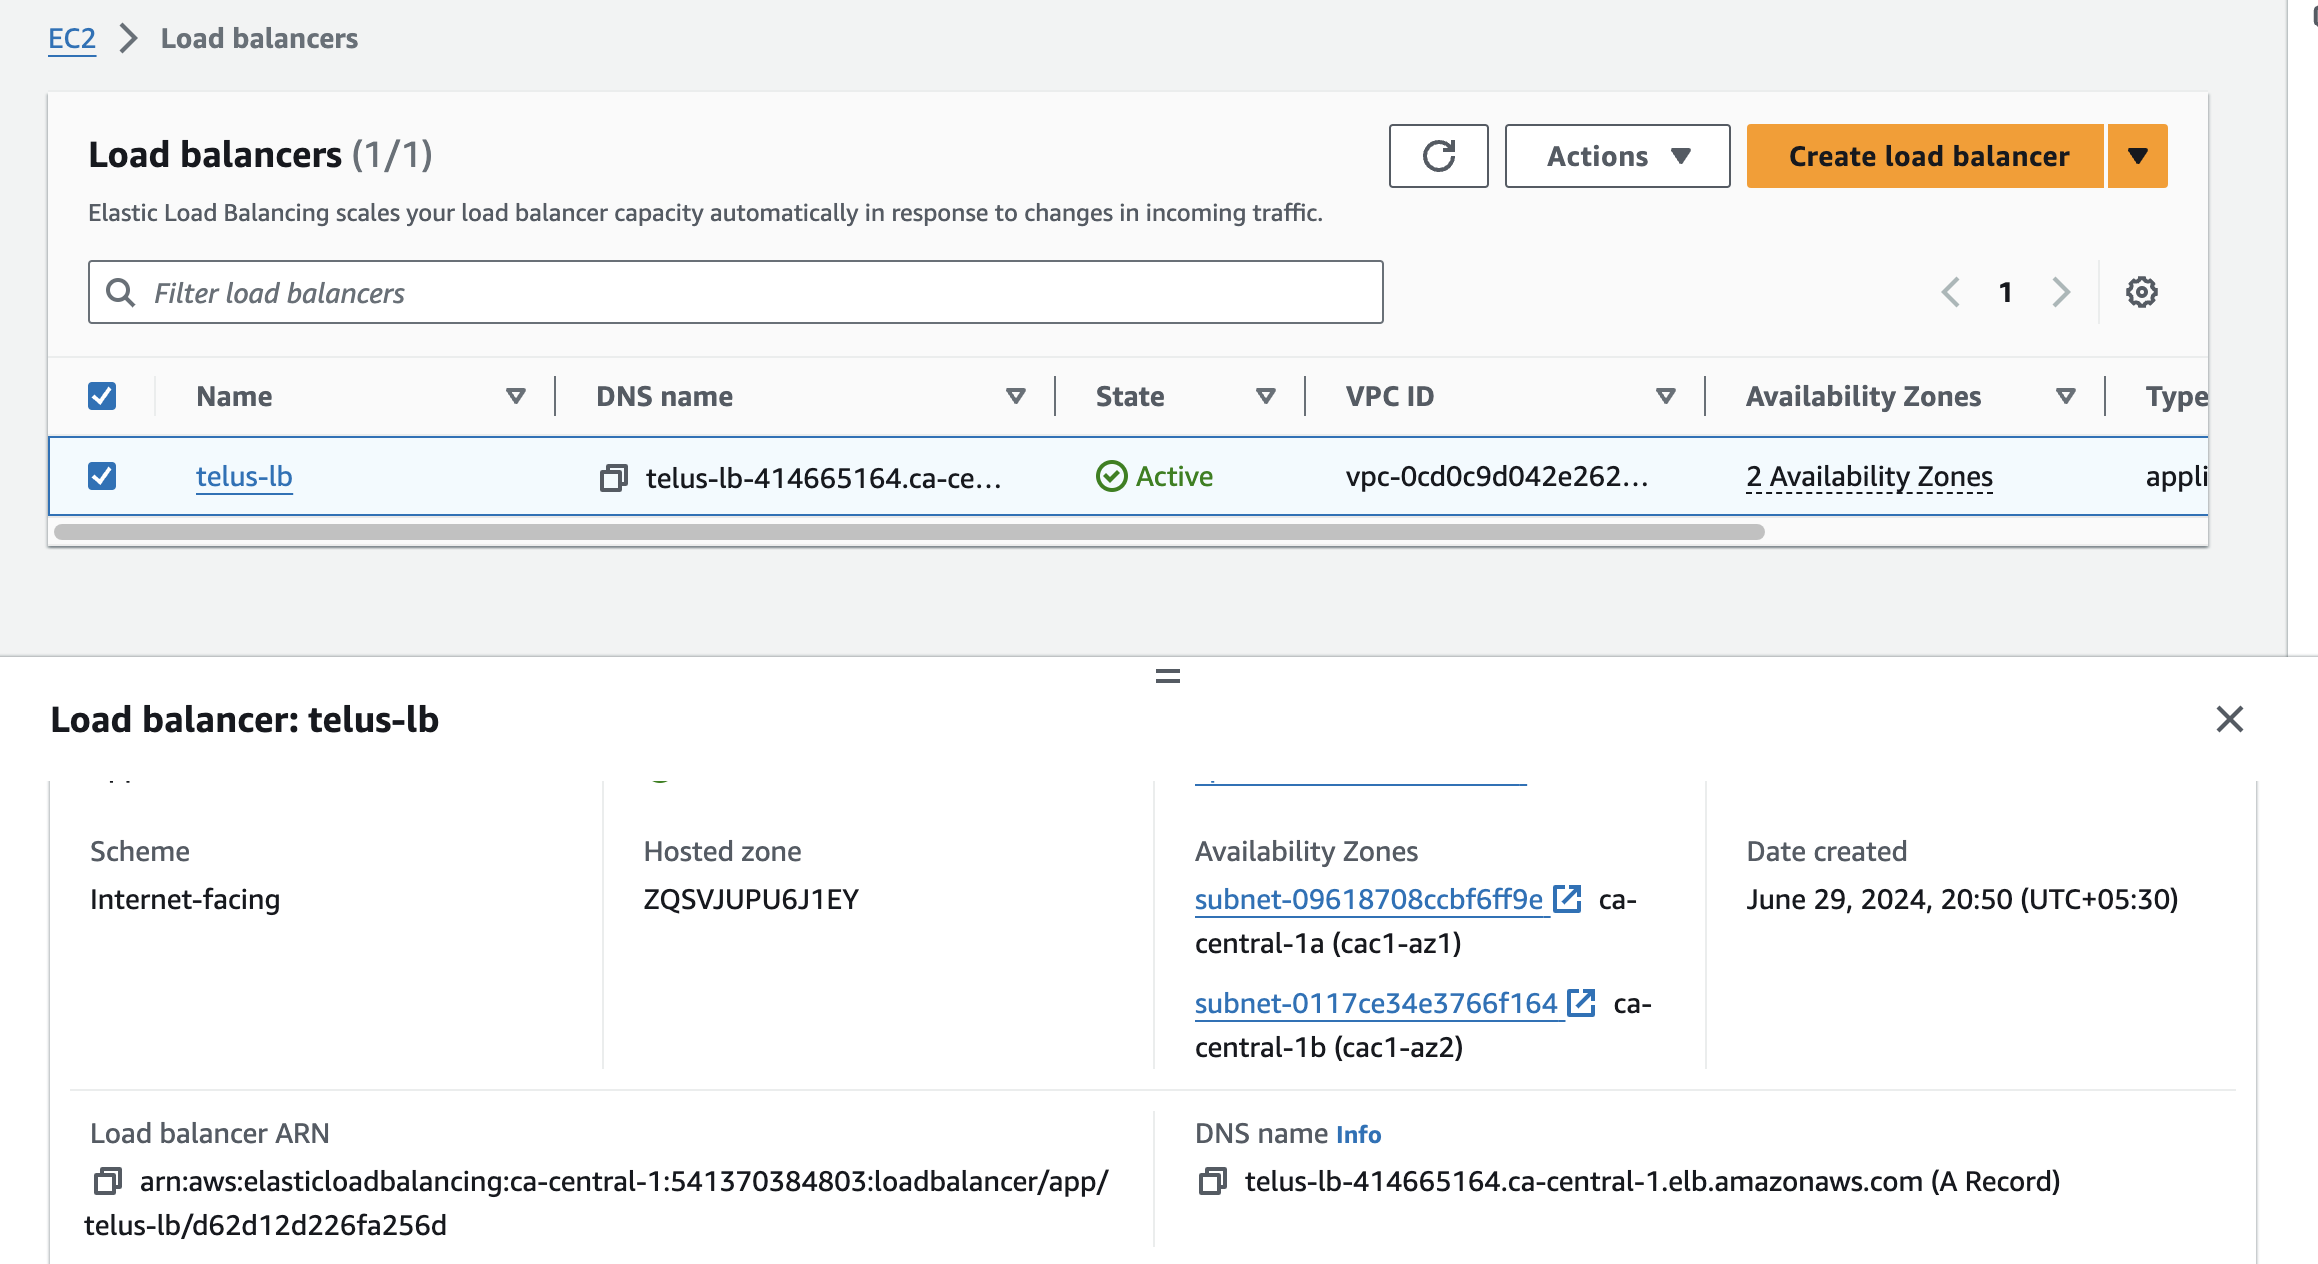 EC2 > Load balancers
Load balancers (1/1)
Actions
Create load balancer
Elastic Load Balancing scales your load balancer capacity automatically in response to changes in incoming traffic.
Filter load balancers
1
Name DNS name State VPC ID Availability Zones Type
telus-lb telus-lb-414665164.ca-ce... Active vpc-0cd0c9d042e262... 2 Availability Zones appli
Load balancer: telus-lb
Scheme
Internet-facing
Hosted zone
ZQSVJUPU6J1EY
Availability Zones
subnet-09618708ccbf6ff9e ca-
central-1a (cac1-az1)
subnet-0117ce34e3766f164 ca-
central-1b (cac1-az2)
Date created
June 29, 2024, 20:50 (UTC+05:30)
Load balancer ARN
arn:aws:elasticloadbalancing:ca-central-1:541370384803:loadbalancer/app/
telus-lb/d62d12d226fa256d
DNS name Info
telus-lb-414665164.ca-central-1.elb.amazonaws.com (A Record)